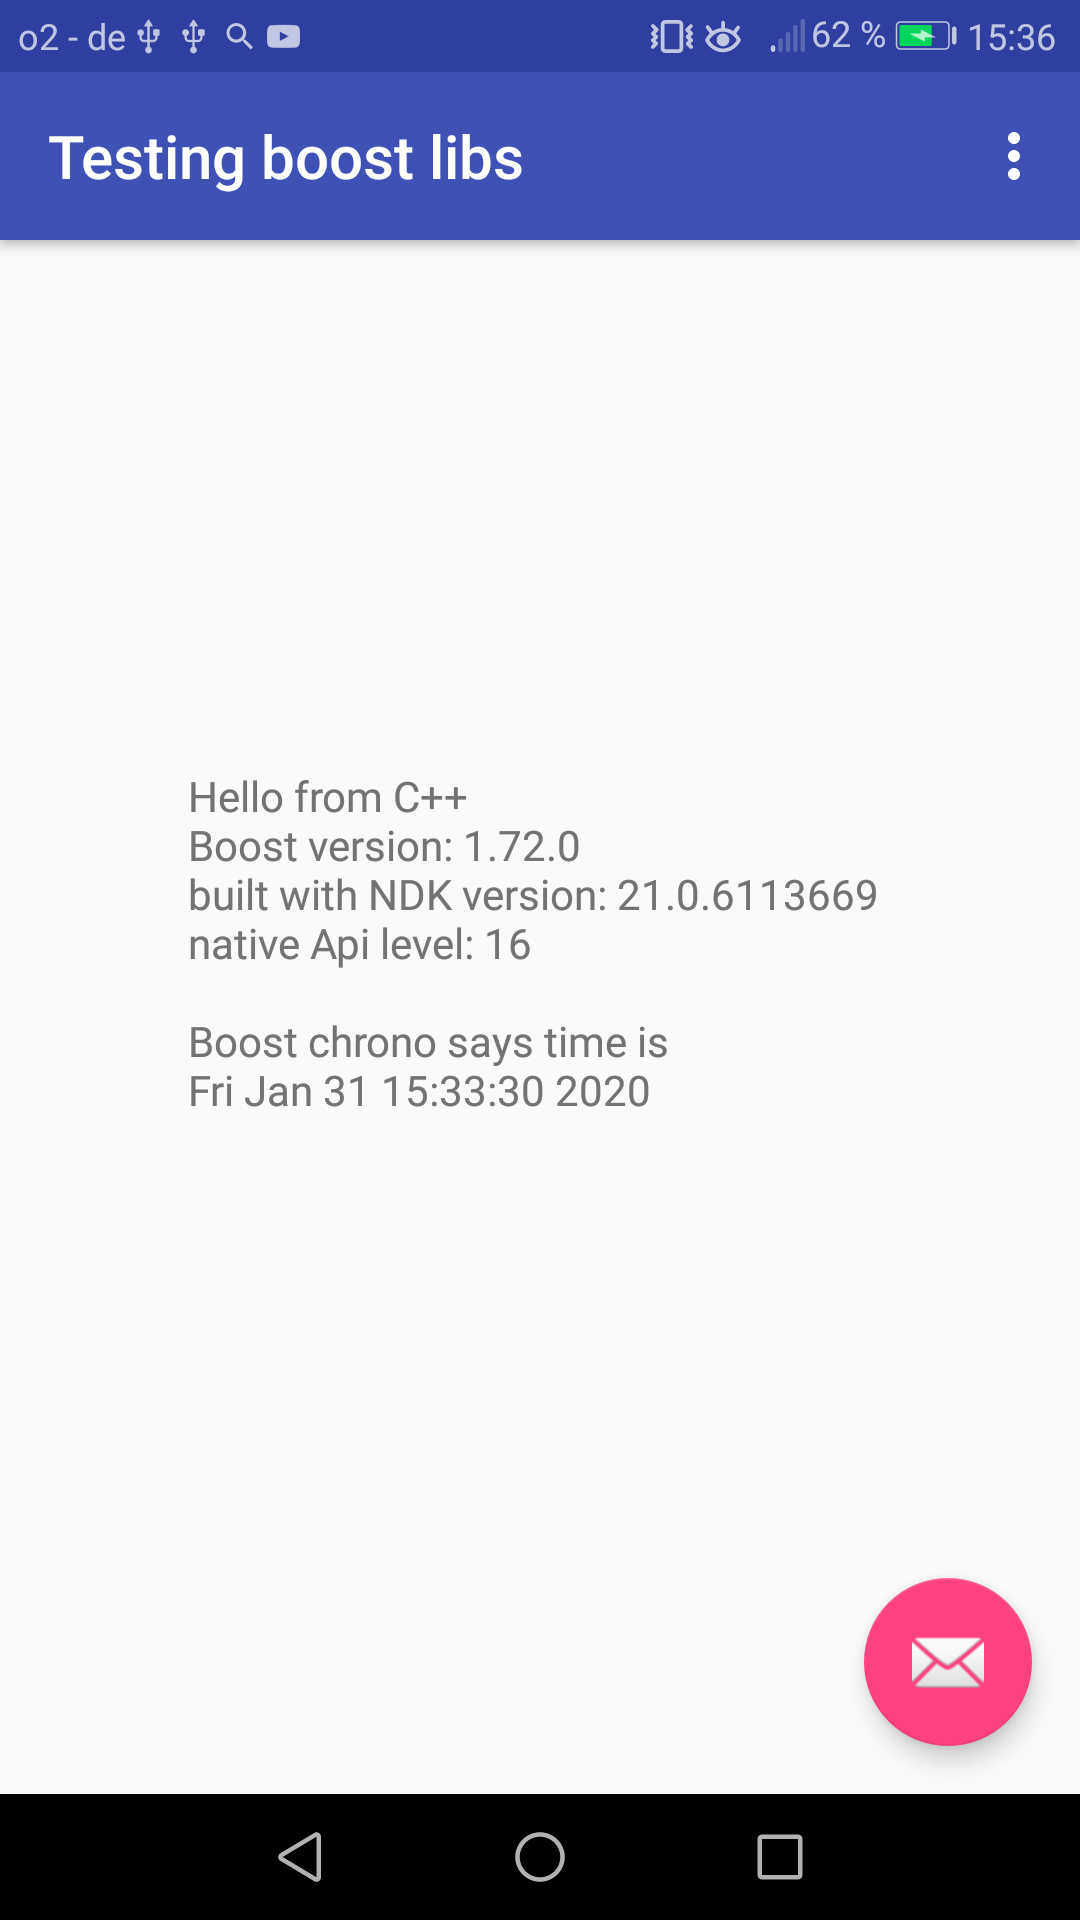 o2 - de 62 % 15:36
Testing boost libs
Hello from C++
Boost version: 1.72.0
built with NDK version: 21.0.6113669
native Api level: 16
Boost chrono says time is
Fri Jan 31 15:33:30 2020